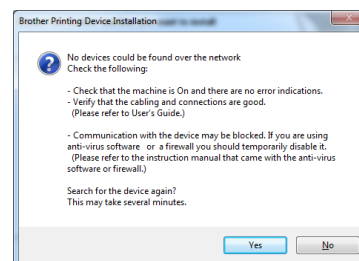 Brother Printing Device Installation
No devices could be found over the network
Check the following:
- Check that the machine is On and there are no error indications.
- Verify that the cabling and connections are good.
(Please refer to User's Guide.)
- Communication with the device may be blocked. If you are using
anti-virus software or a firewall you should temporarily disable it.
(Please refer to the instruction manual that came with the anti-virus
software or firewall.)
Search for the device again?
This may take several minutes.
Yes No